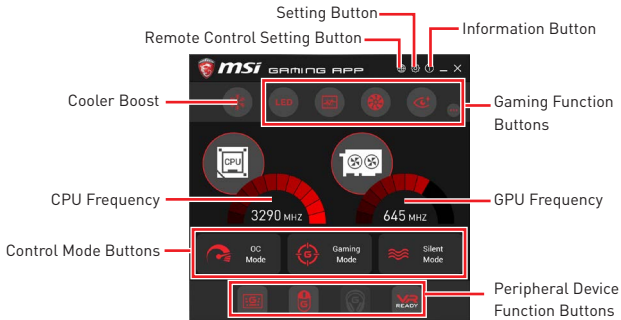 Setting Button
Information Button
Remote Control Setting Button
msi GAMING APP
Cooler Boost
LED
Gaming Function
Buttons
CPU
CPU Frequency
GPU Frequency
3290 MHZ
645 MHZ
Control Mode Buttons
OC
Mode
Gaming
Mode
Silent
Mode
VR
READY
Peripheral Device
Function Buttons